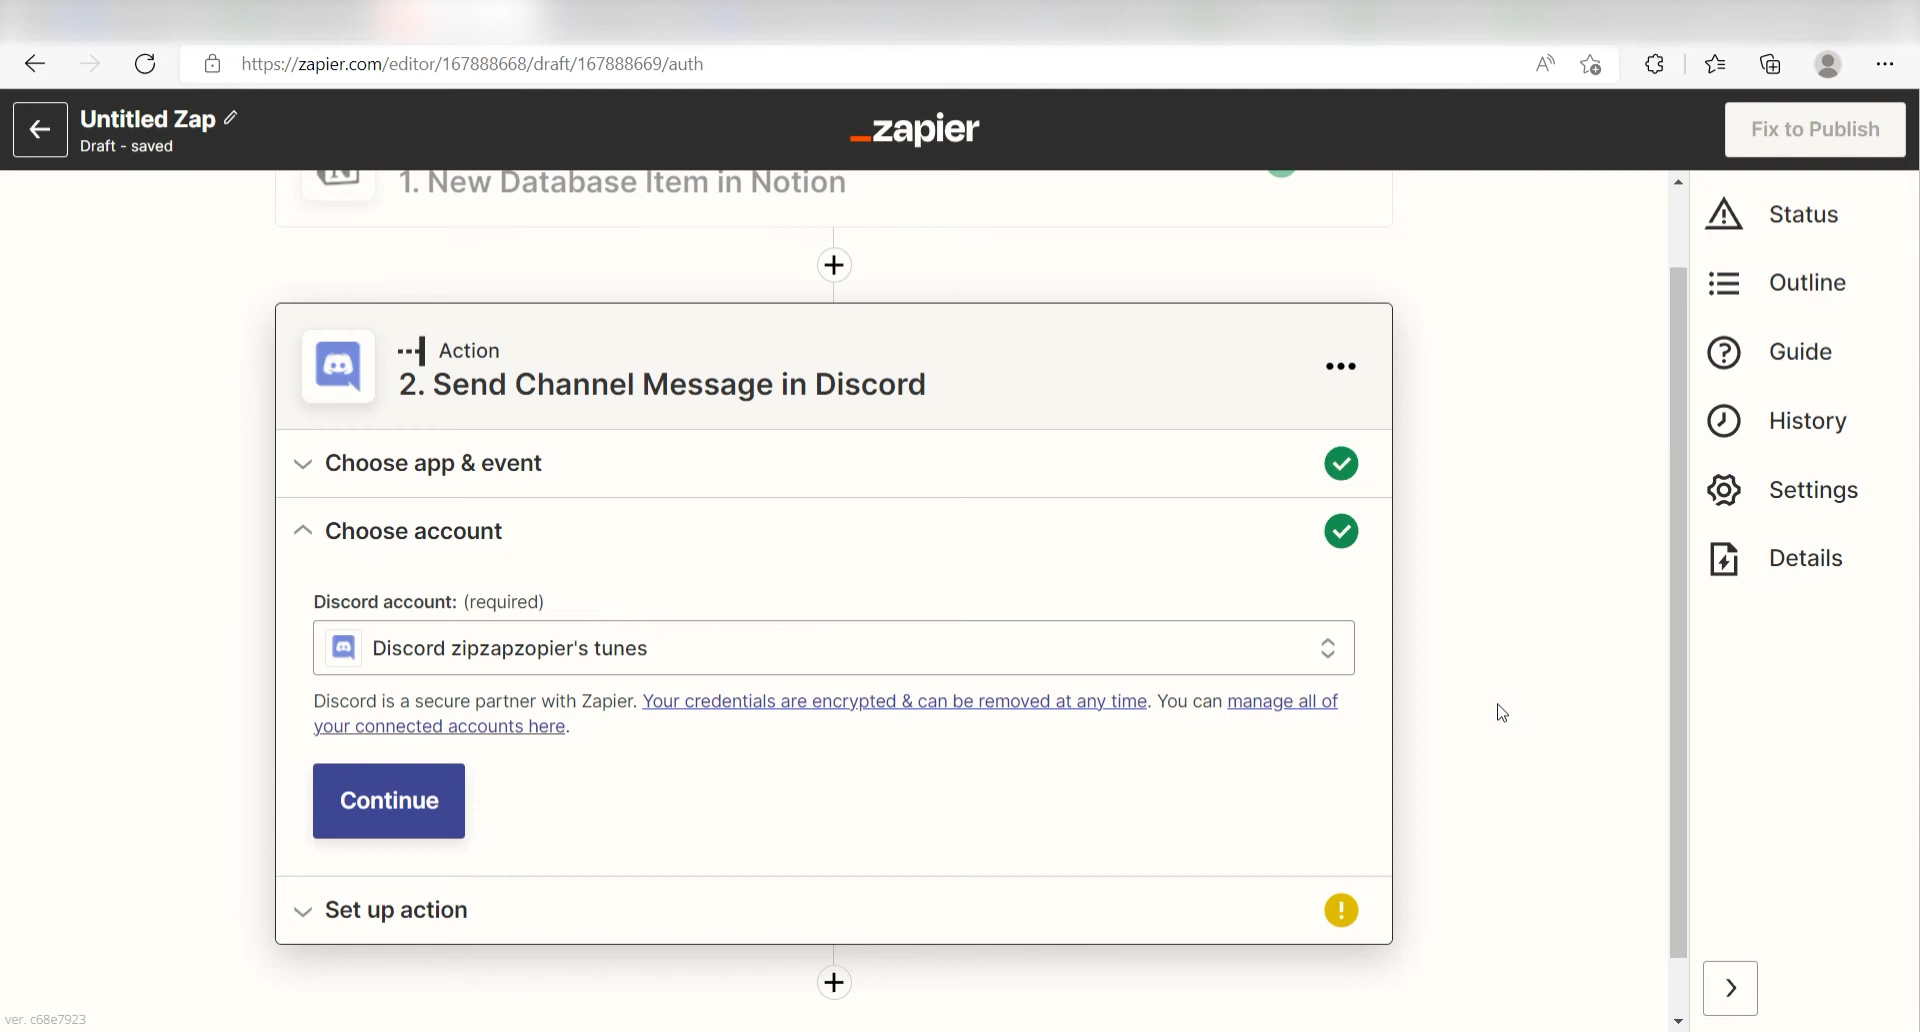 https://zapier.com/editor/167888668/draft/167888669/auth
Untitled Zap
Draft - saved
_zapier
Fix to Publish
1. New Database Item in Notion
Status
Outline
Guide
History
Settings
Details
Action
2. Send Channel Message in Discord
Choose app & event
Choose account
Discord account: (required)
Discord zipzapzopier's tunes
Discord is a secure partner with Zapier. Your credentials are encrypted & can be removed at any time. You can manage all of
your connected accounts here.
Continue
Set up action
ver. c68e7923